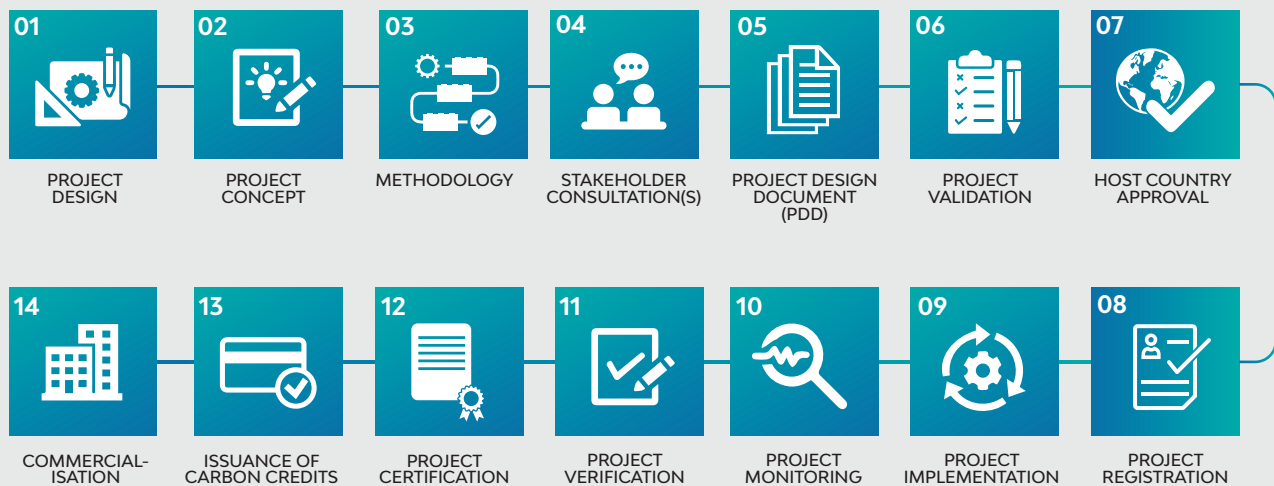 01
PROJECT
DESIGN
02
PROJECT
CONCEPT
03
METHODOLOGY
04
STAKEHOLDER
CONSULTATION(S)
05
PROJECT DESIGN
DOCUMENT
(PDD)
06
PROJECT
VALIDATION
07
HOST COUNTRY
APPROVAL
08
PROJECT
REGISTRATION
09
PROJECT
IMPLEMENTATION
10
PROJECT
MONITORING
11
PROJECT
VERIFICATION
12
PROJECT
CERTIFICATION
13
ISSUANCE OF
CARBON CREDITS
14
COMMERCIAL-
ISATION